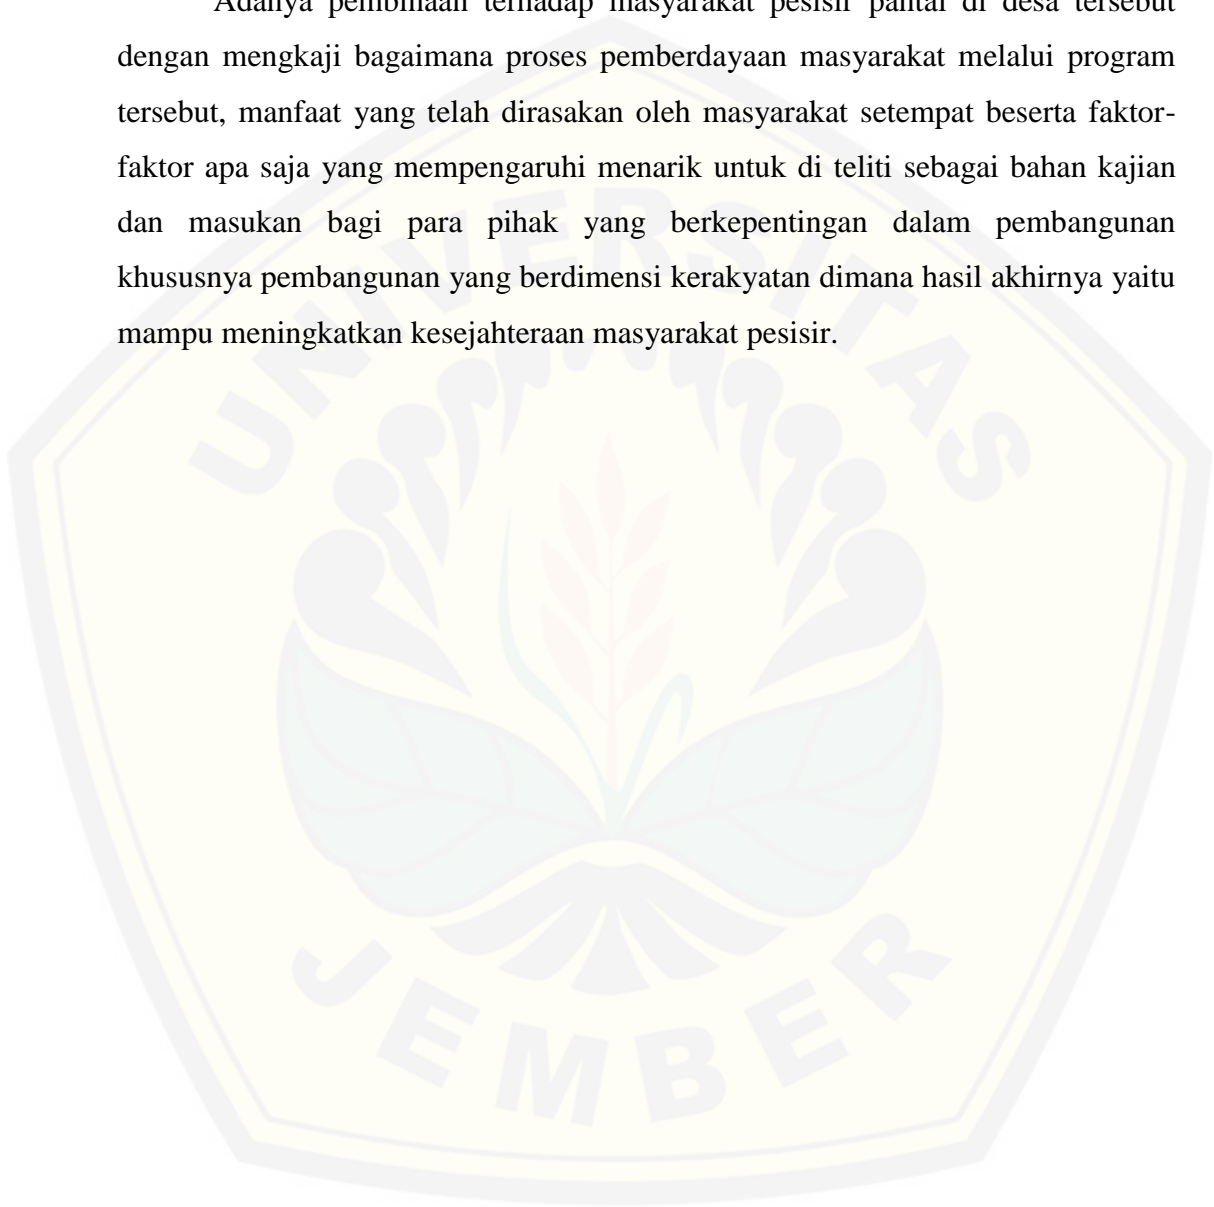 Adanya pembinaan terhadap masyarakat pesisir pantai di desa tersebut
dengan mengkaji bagaimana proses pemberdayaan masyarakat melalui program
tersebut, manfaat yang telah dirasakan oleh masyarakat setempat beserta faktor-
faktor apa saja yang mempengaruhi menarik untuk di teliti sebagai bahan kajian
dan masukan bagi para pihak yang berkepentingan dalam pembangunan
khususnya pembangunan yang berdimensi kerakyatan dimana hasil akhirnya yaitu
mampu meningkatkan kesejahteraan masyarakat pesisir.
UNIVERSITAS
JEMBER